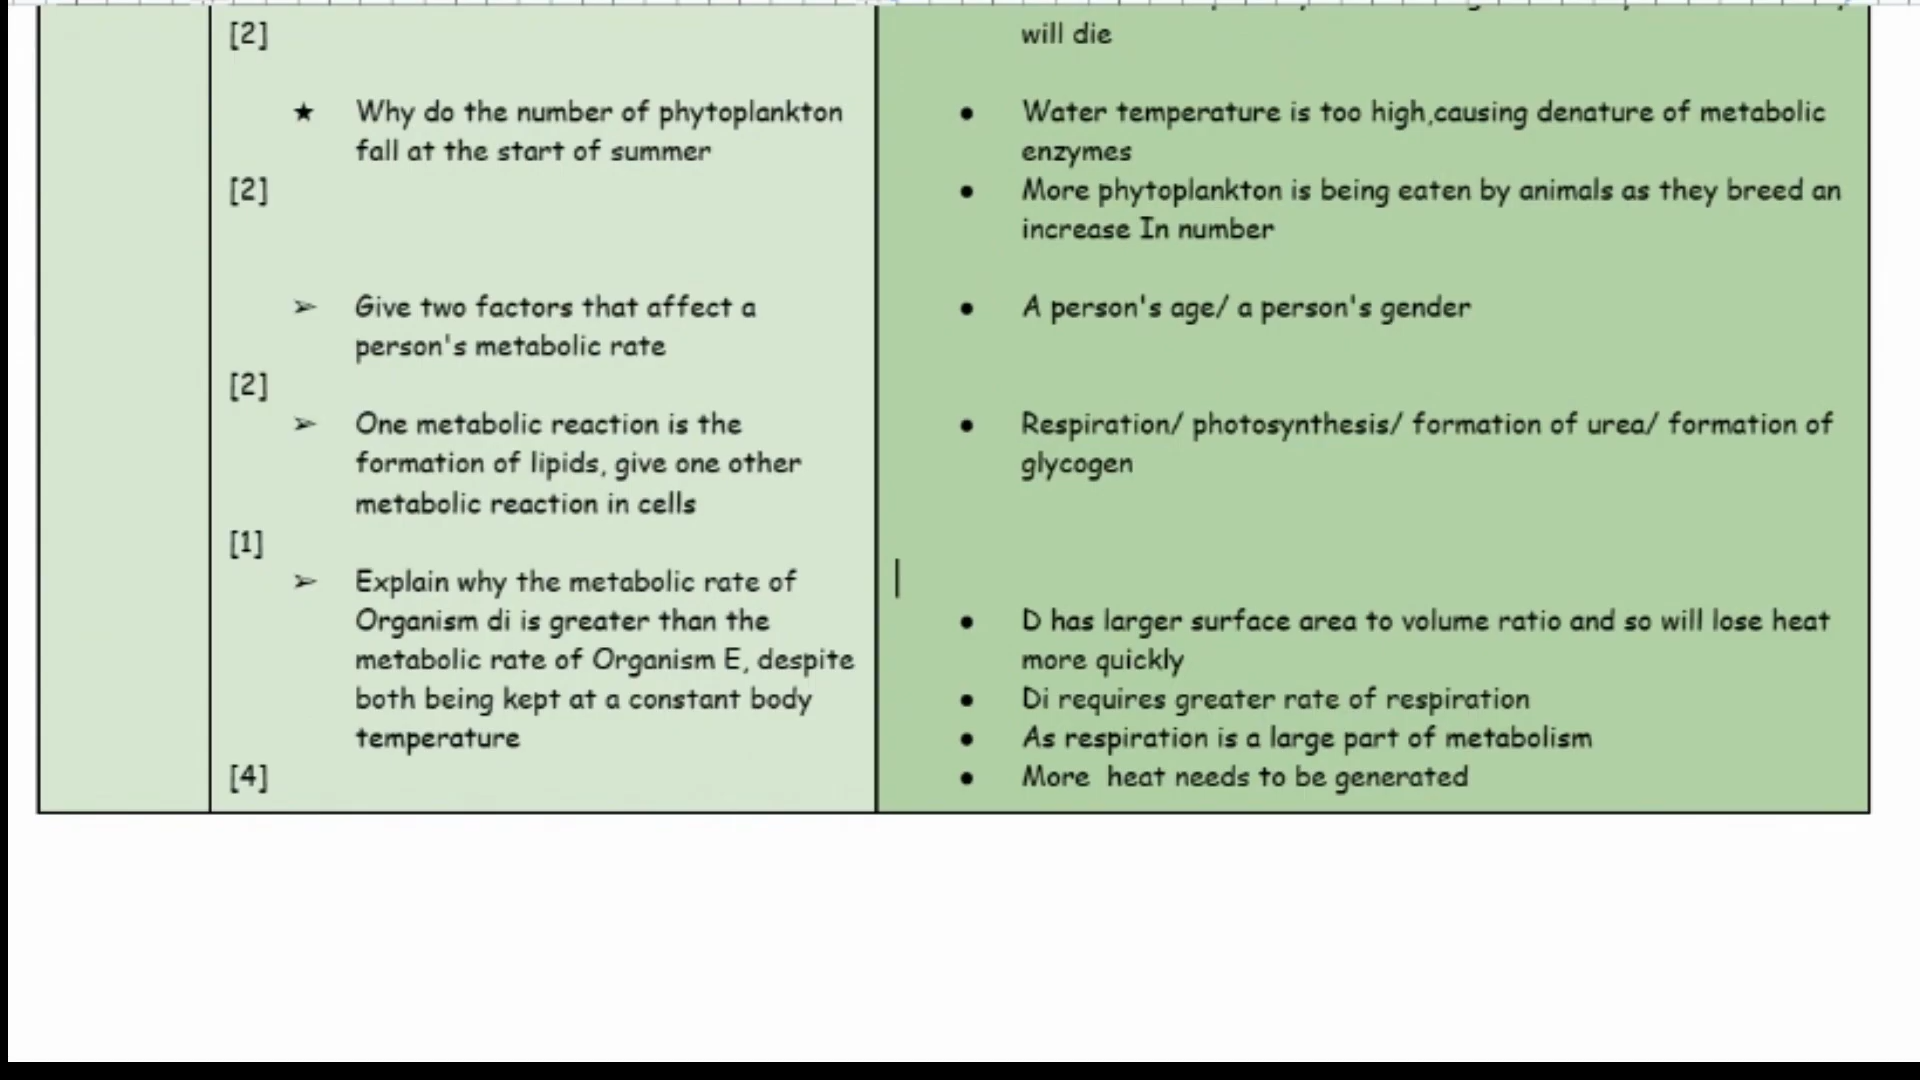 [2]
will die
★ Why do the number of phytoplankton
fall at the start of summer
[2]
● Water temperature is too high,causing denature of metabolic
enzymes
● More phytoplankton is being eaten by animals as they breed an
increase In number
➢ Give two factors that affect a
person's metabolic rate
[2]
● A person's age/ a person's gender
➢ One metabolic reaction is the
formation of lipids, give one other
metabolic reaction in cells
[1]
● Respiration/ photosynthesis/ formation of urea/ formation of
glycogen
➢ Explain why the metabolic rate of
Organism di is greater than the
metabolic rate of Organism E, despite
both being kept at a constant body
temperature
[4]
● D has larger surface area to volume ratio and so will lose heat
more quickly
● Di requires greater rate of respiration
● As respiration is a large part of metabolism
● More  heat needs to be generated